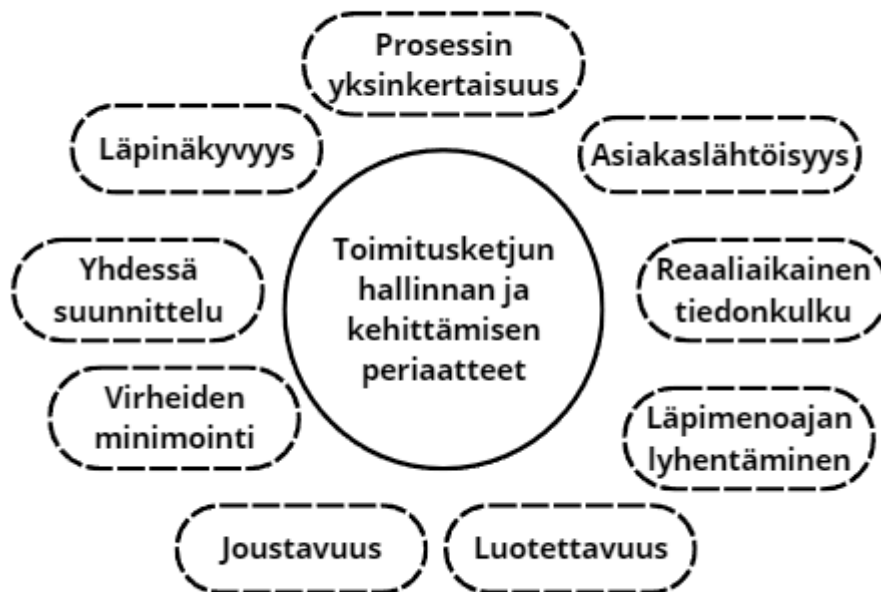 Prosessin
yksinkertaisuus
Läpinäkyvyys
Asiakaslähtöisyys
Toimitusketjun
hallinnan ja
kehittämisen
periaatteet
Yhdessä
suunnittelu
Reaaliaikainen
tiedonkulku
Virheiden
minimointi
Läpimenoajan
lyhentäminen
Joustavuus
Luotettavuus